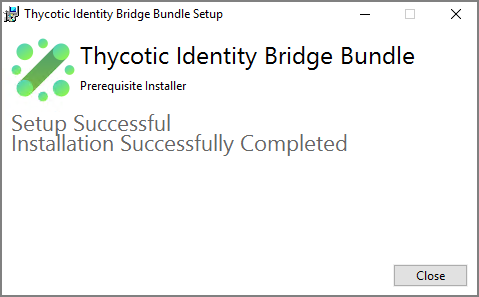 Thycotic Identity Bridge Bundle Setup
Thycotic Identity Bridge Bundle
Prerequisite Installer
Setup Successful
Installation Successfully Completed
Close